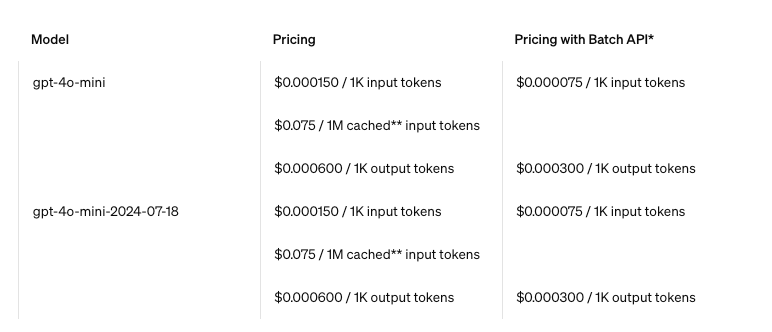 Model Pricing Pricing with Batch API*
gpt-4o-mini $0.000150 / 1K input tokens $0.000075 / 1K input tokens
$0.075 / 1M cached** input tokens
$0.000600 / 1K output tokens $0.000300 / 1K output tokens
gpt-4o-mini-2024-07-18 $0.000150 / 1K input tokens $0.000075 / 1K input tokens
$0.075 / 1M cached** input tokens
$0.000600 / 1K output tokens $0.000300 / 1K output tokens